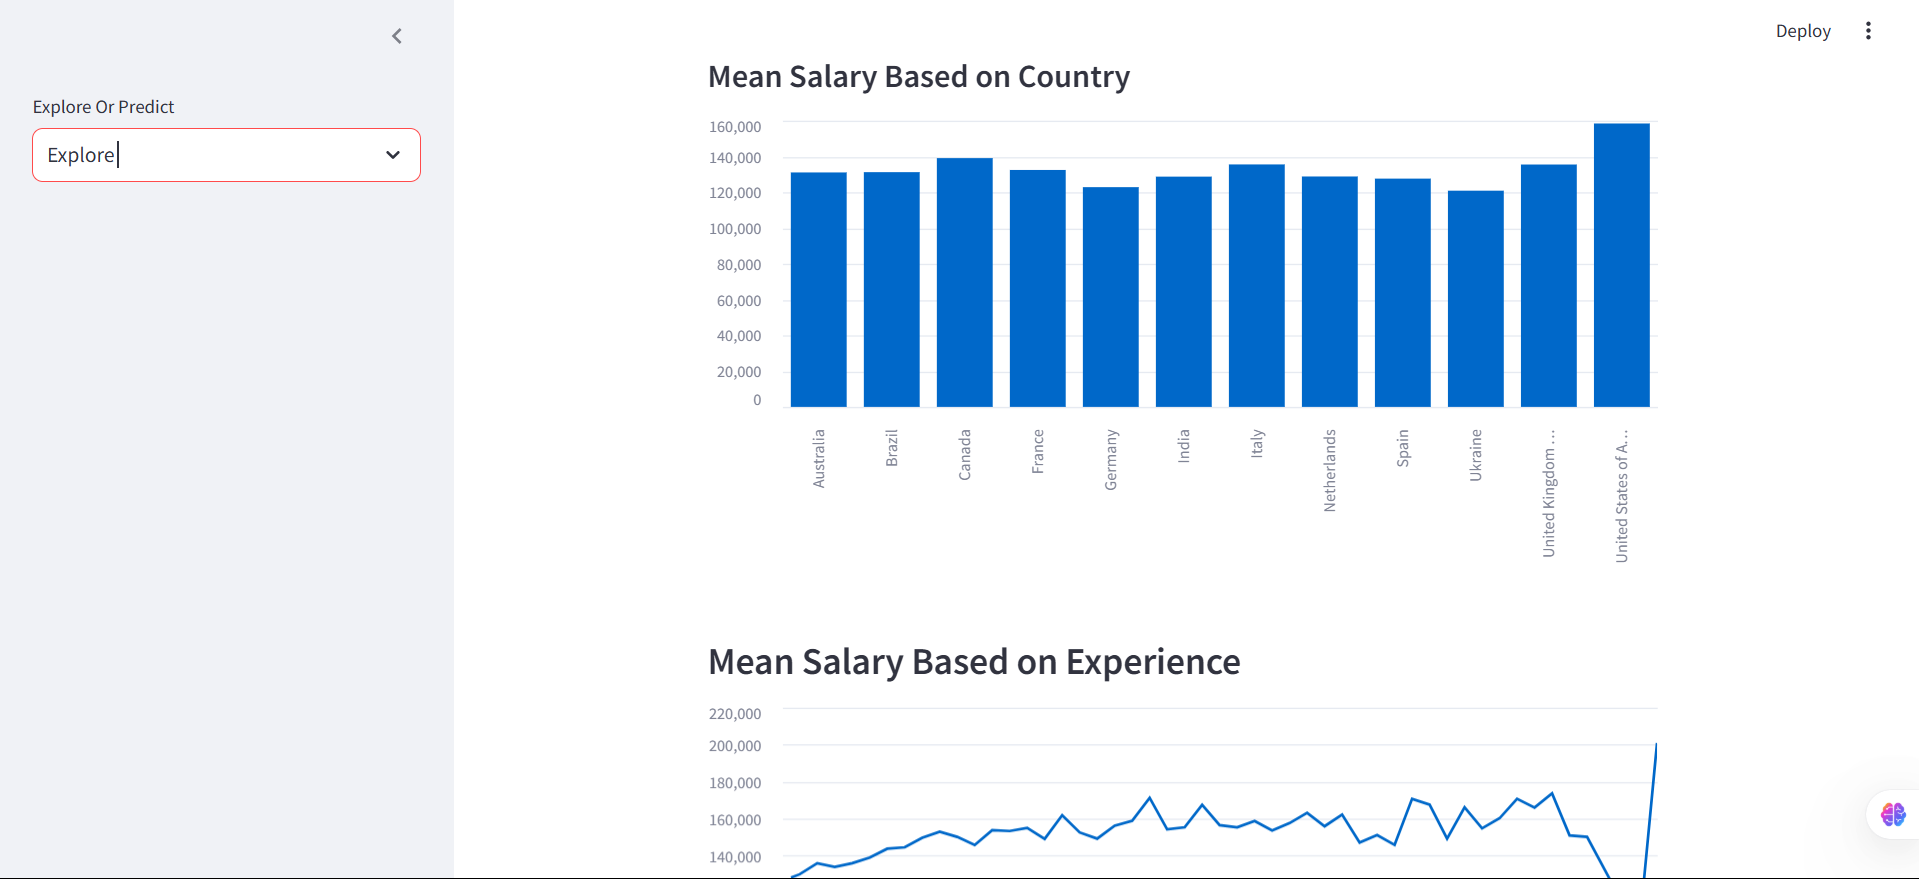 Deploy
Explore Or Predict
Explore
Mean Salary Based on Country
160,000
140,000
120,000
100,000
80,000
60,000
40,000
20,000
0
Australia
Brazil
Canada
France
Germany
India
Italy
Netherlands
Spain
Ukraine
United Kingdom …
United States of A…
Mean Salary Based on Experience
220,000
200,000
180,000
160,000
140,000